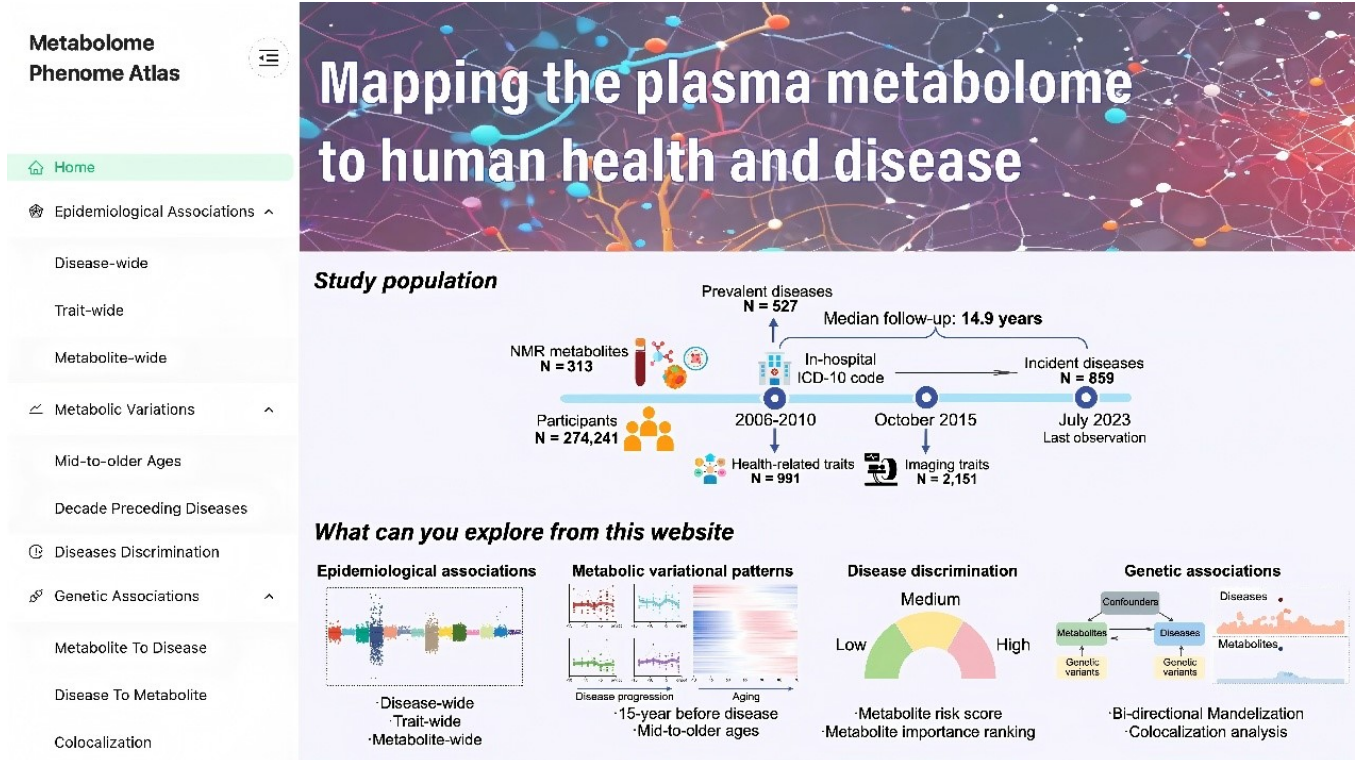 Metabolome
Phenome Atlas
Home
Epidemiological Associations
Disease-wide
Trait-wide
Metabolite-wide
Metabolic Variations
Mid-to-older Ages
Decade Preceding Diseases
Diseases Discrimination
Genetic Associations
Metabolite To Disease
Disease To Metabolite
Colocalization
Mapping the plasma metabolome
to human health and disease
Study population
Prevalent diseases
N = 527
Median follow-up: 14.9 years
NMR metabolites
N = 313
In-hospital
ICD-10 code
Incident diseases
N = 859
Participants
N = 274,241
2006-2010
October 2015
July 2023
Last observation
Health-related traits
N = 991
Imaging traits
N = 2,151
What can you explore from this website
Epidemiological associations
·Disease-wide
·Trait-wide
·Metabolite-wide
Metabolic variational patterns
Disease progression
Aging
·15-year before disease
·Mid-to-older ages
Disease discrimination
Medium
Low
High
·Metabolite risk score
·Metabolite importance ranking
Genetic associations
Confounders
Metabolites
Diseases
Genetic
variants
Genetic
variants
Diseases
Metabolites
·Bi-directional Mandelization
·Colocalization analysis